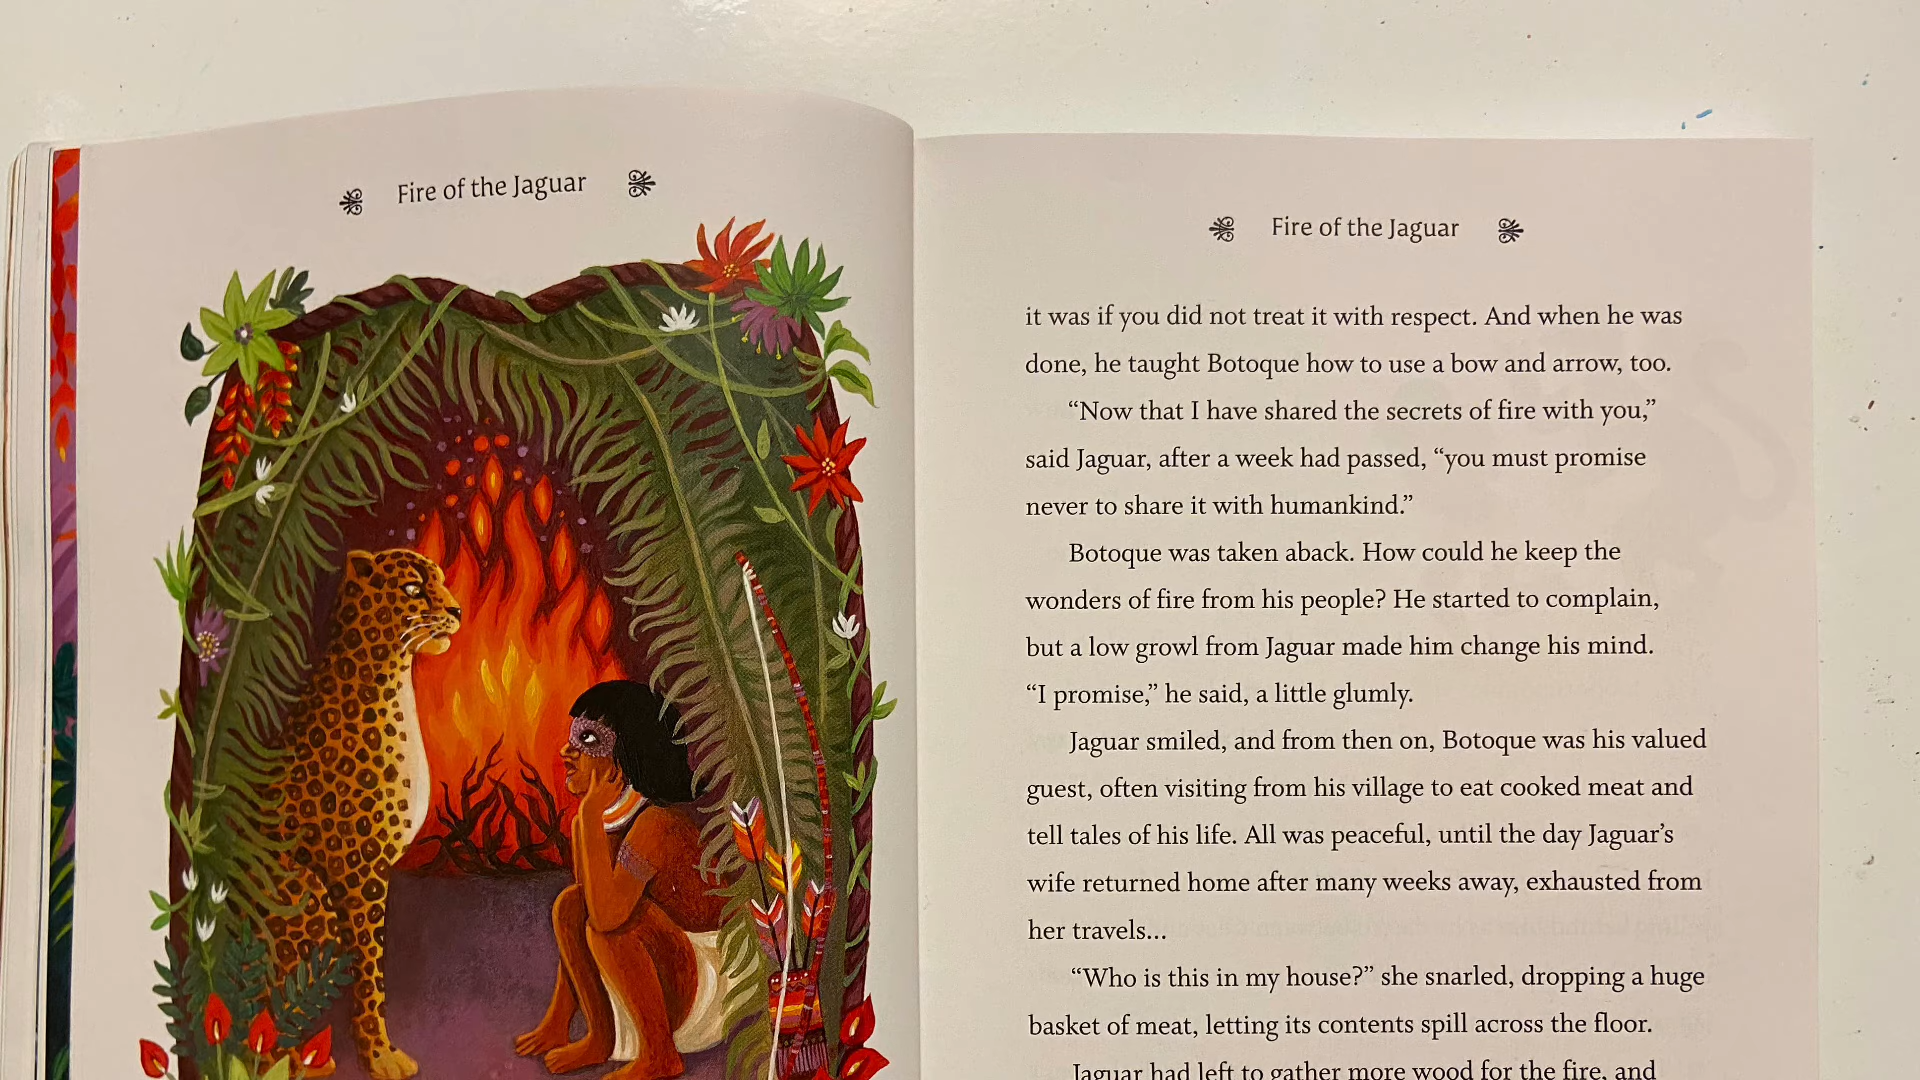 Fire of the Jaguar
Fire of the Jaguar
it was if you did not treat it with respect. And when he was
done, he taught Botoque how to use a bow and arrow, too.
“Now that I have shared the secrets of fire with you,”
said Jaguar, after a week had passed, “you must promise
never to share it with humankind.”
Botoque was taken aback. How could he keep the
wonders of fire from his people? He started to complain,
but a low growl from Jaguar made him change his mind.
“I promise,” he said, a little glumly.
Jaguar smiled, and from then on, Botoque was his valued
guest, often visiting from his village to eat cooked meat and
tell tales of his life. All was peaceful, until the day Jaguar’s
wife returned home after many weeks away, exhausted from
her travels...
“Who is this in my house?” she snarled, dropping a huge
basket of meat, letting its contents spill across the floor.
Jaguar had left to gather more wood for the fire, and